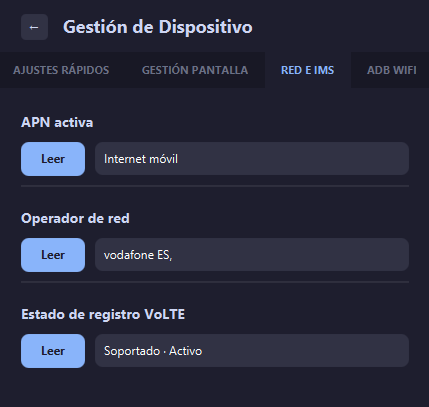 ← Gestión de Dispositivo
AJUSTES RÁPIDOS GESTIÓN PANTALLA RED E IMS ADB WIFI
APN activa
Leer Internet móvil
Operador de red
Leer vodafone ES,
Estado de registro VoLTE
Leer Soportado · Activo